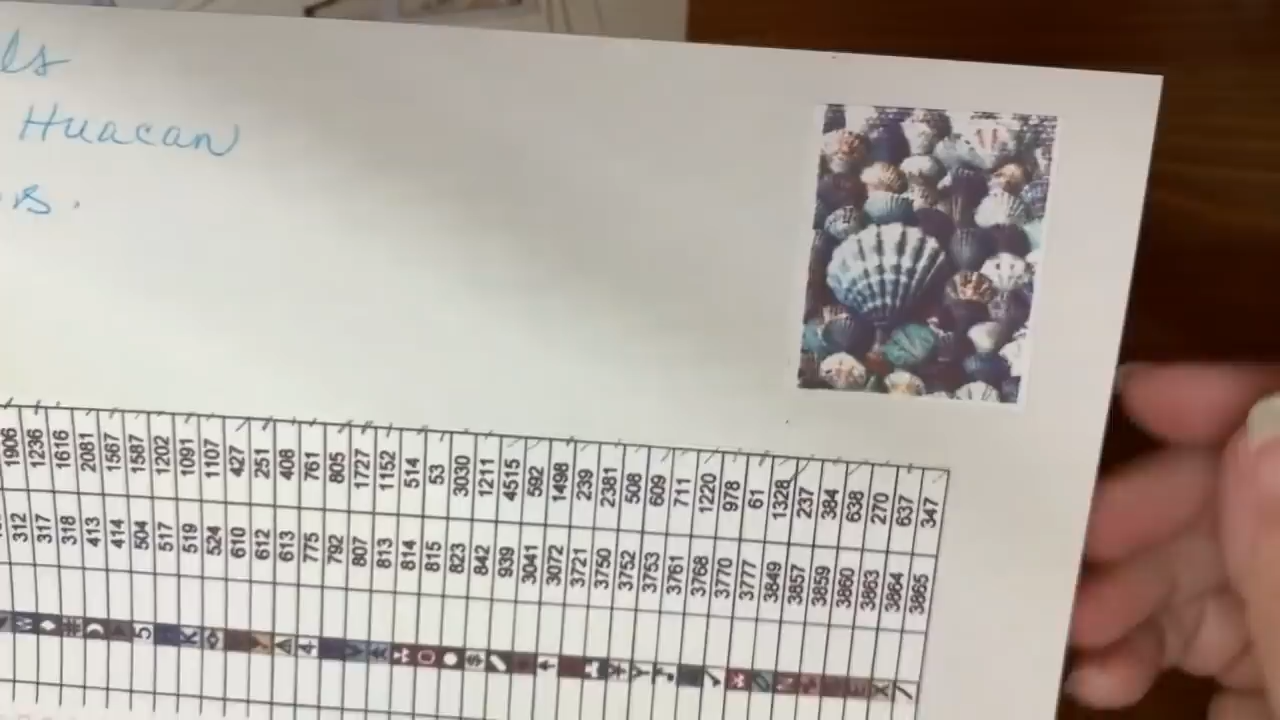 ls
Huacan
s.
1906 1236 1616 2081 1567 1587 1202 1091 1107 427 251 408 761 805 1727 1152 514 53 3030 1211 4515 592 1498 239 2381 508 609 711 1220 978 61 1328 237 384 638 270 637 347
312 317 318 413 414 504 517 519 524 610 612 613 775 792 807 813 814 815 823 842 939 3041 3072 3721 3750 3752 3753 3761 3768 3770 3777 3849 3857 3859 3860 3863 3864 3865